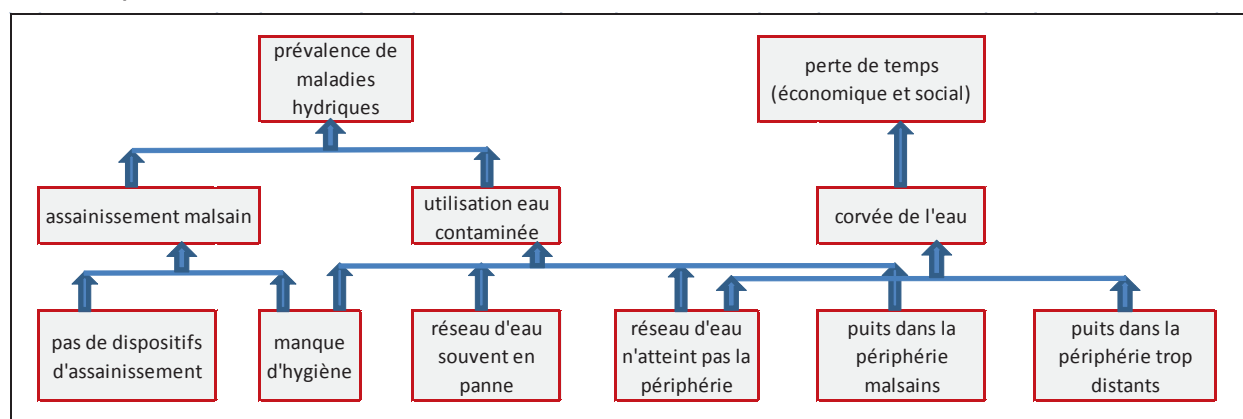 prévalence de
maladies
hydriques
perte de temps
(économique et social)
assainissement malsain
utilisation eau
contaminée
corvée de l'eau
pas de dispositifs
d'assainissement
manque
d'hygiène
réseau d'eau
souvent en
panne
réseau d'eau
n'atteint pas la
périphérie
puits dans la
périphérie
malsains
puits dans la
périphérie trop
distants